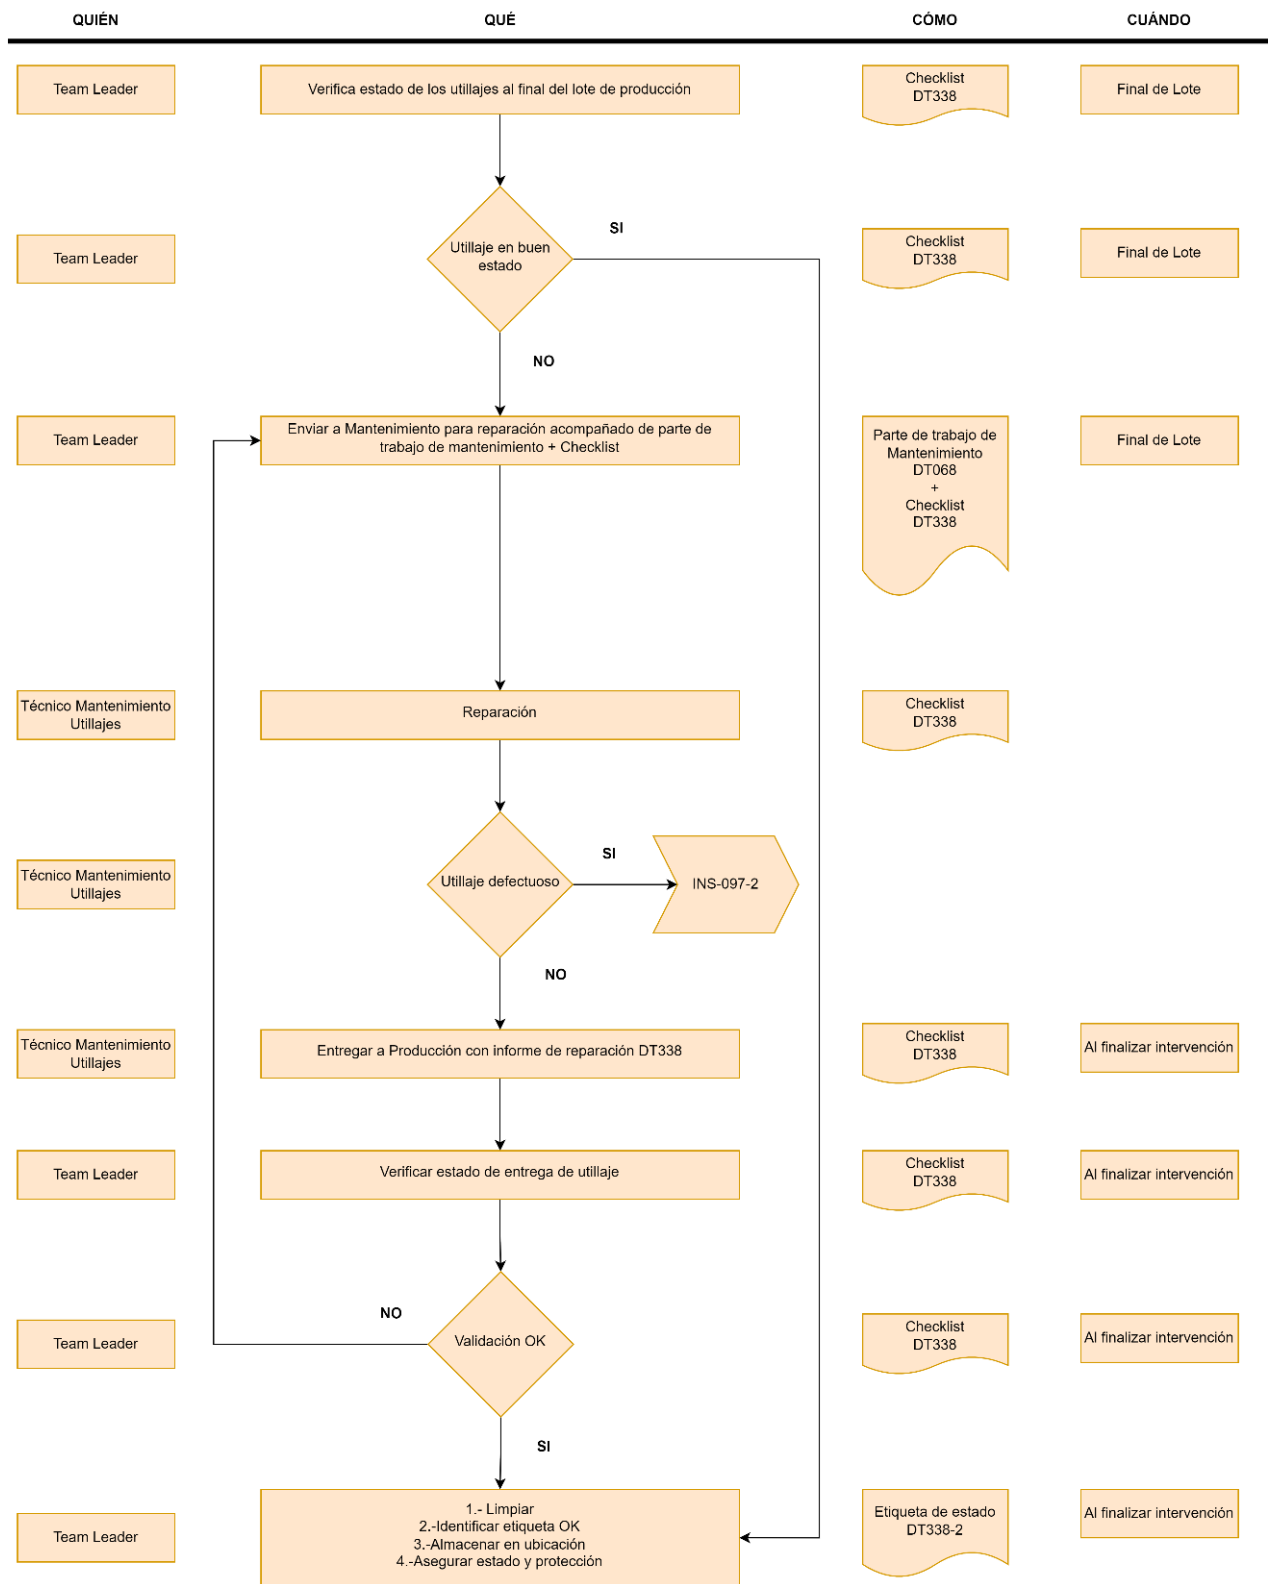 QUIÉN
QUÉ
CÓMO
CUÁNDO
Team Leader
Verifica estado de los utillajes al final del lote de producción
Checklist
DT338
Final de Lote
SI
Team Leader
Utillaje en buen
estado
Checklist
DT338
Final de Lote
NO
Team Leader
Enviar a Mantenimiento para reparación acompañado de parte de
trabajo de mantenimiento + Checklist
Parte de trabajo de
Mantenimiento
DT068
+
Checklist
DT338
Final de Lote
Técnico Mantenimiento
Utillajes
Reparación
Checklist
DT338
Técnico Mantenimiento
Utillajes
Utillaje defectuoso
SI
INS-097-2
NO
Técnico Mantenimiento
Utillajes
Entregar a Producción con informe de reparación DT338
Checklist
DT338
Al finalizar intervención
Team Leader
Verificar estado de entrega de utillaje
Checklist
DT338
Al finalizar intervención
NO
Team Leader
Validación OK
Checklist
DT338
Al finalizar intervención
SI
Team Leader
1.- Limpiar
2.-Identificar etiqueta OK
3.-Almacenar en ubicación
4.-Asegurar estado y protección
Etiqueta de estado
DT338-2
Al finalizar intervención